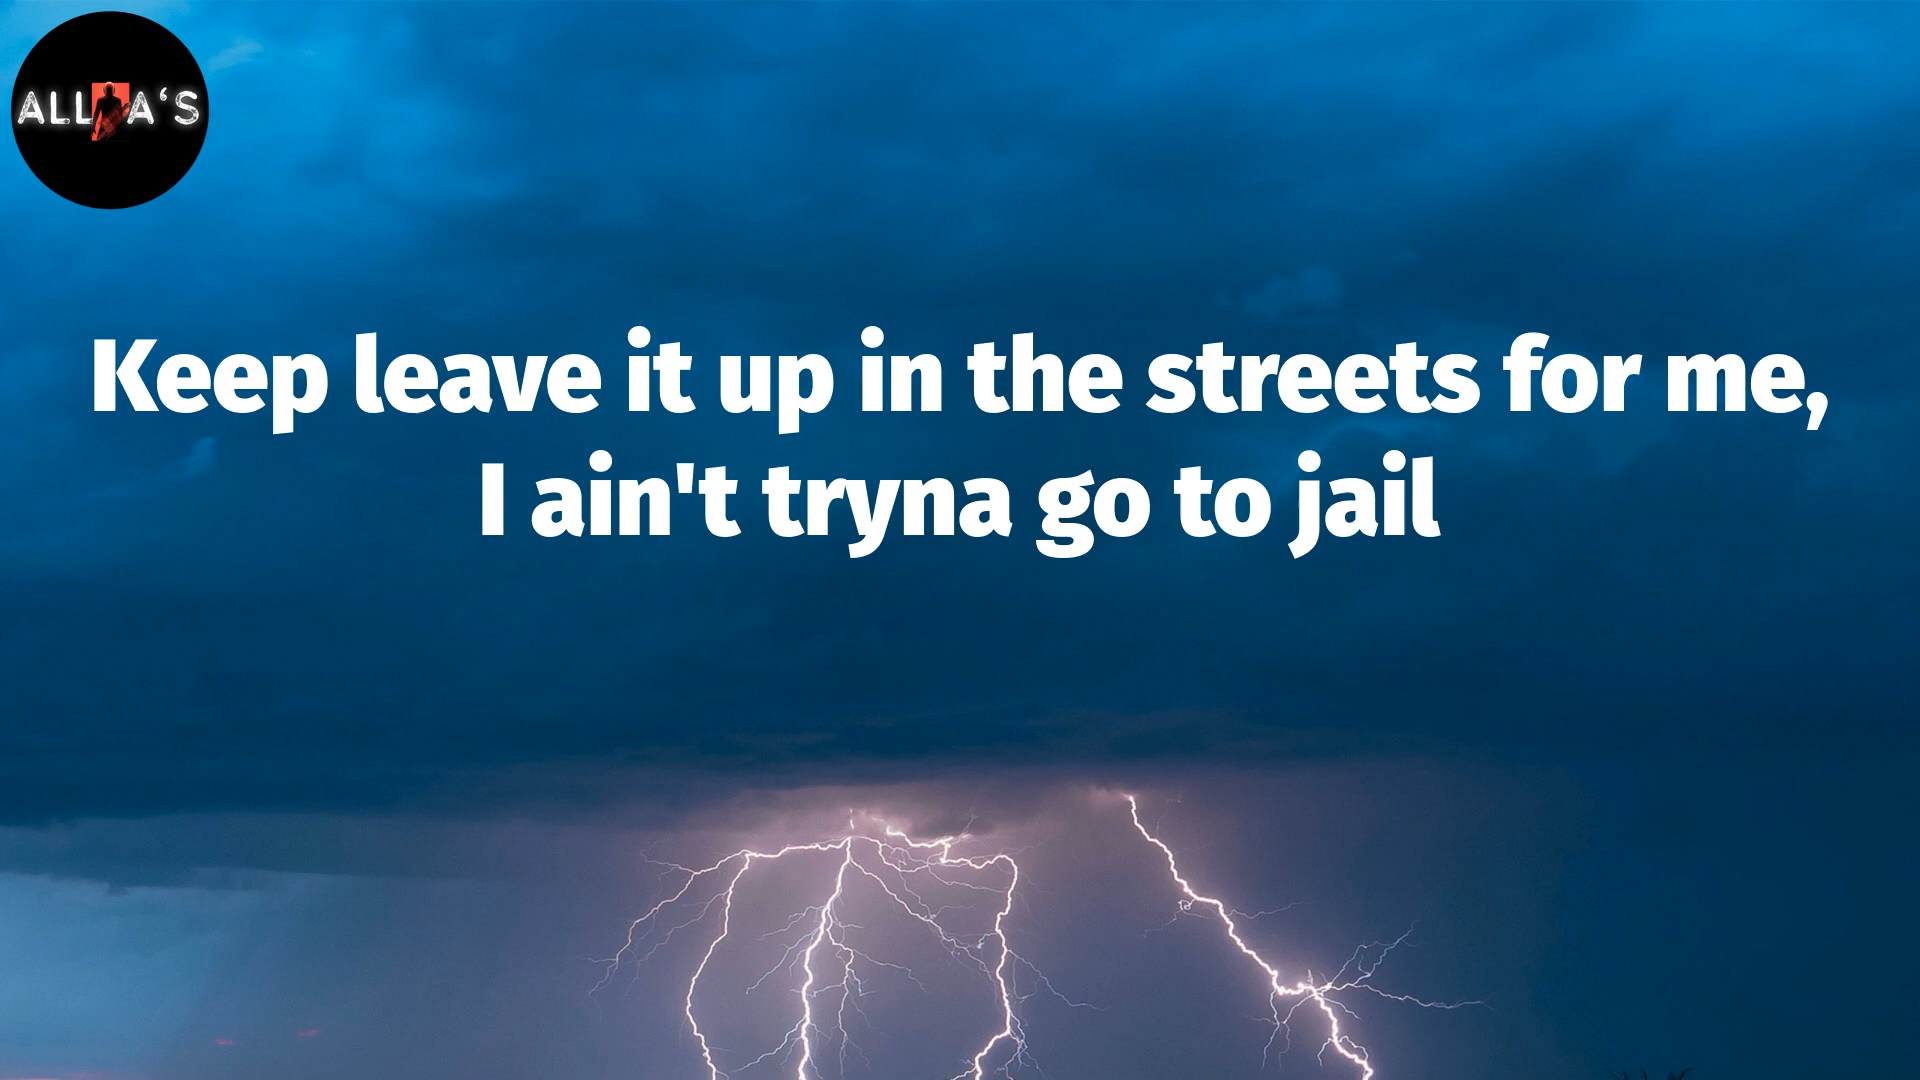 ALL A‘S
Keep leave it up in the streets for me,
I ain't tryna go to jail